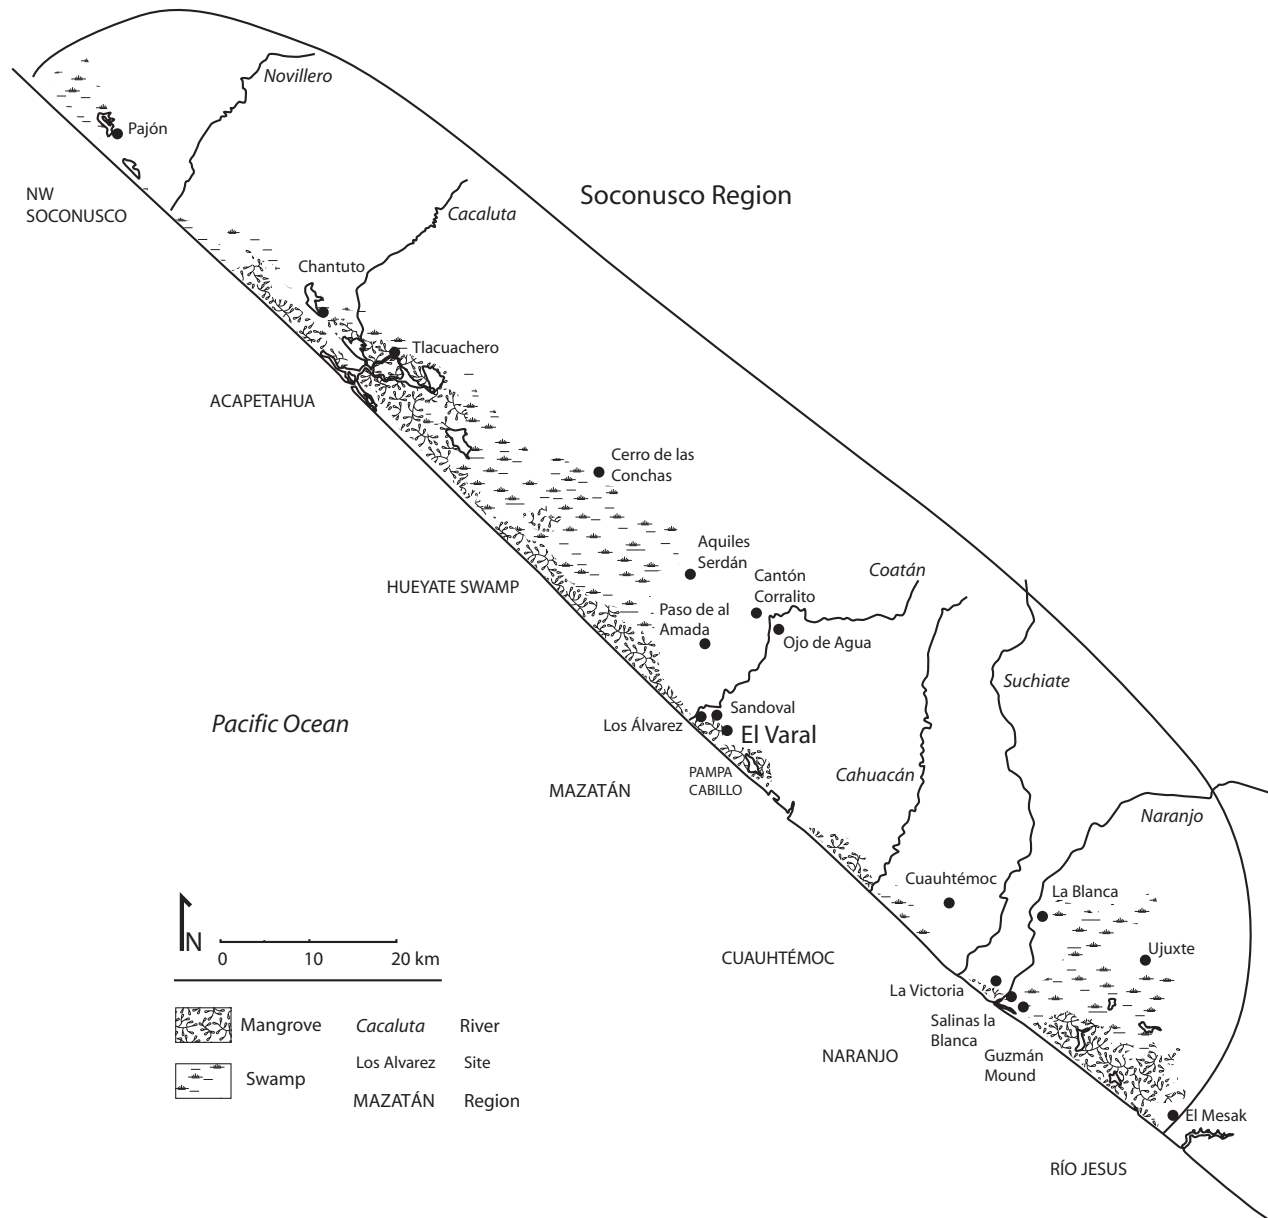 Novillero
Pajón
NW
SOCONUSCO
Soconusco Region
Cacaluta
Chantuto
Tlacuachero
ACAPETAHUA
Cerro de las
Conchas
Aquiles
Serdán
HUEYATE SWAMP
Cantón
Corralito
Coatán
Paso de al
Amada
Ojo de Agua
Suchiate
Pacific Ocean
Los Álvarez
Sandoval
El Varal
PAMPA
CABILLO
MAZATÁN
Cahuacán
Naranjo
Cuauhtémoc
La Blanca
Ujuxte
CUAUHTÉMOC
La Victoria
Salinas la
Blanca
Guzmán
Mound
NARANJO
El Mesak
RÍO JESUS
N
0 10 20 km
Mangrove Cacaluta River
Los Alvarez Site
Swamp
MAZATÁN Region